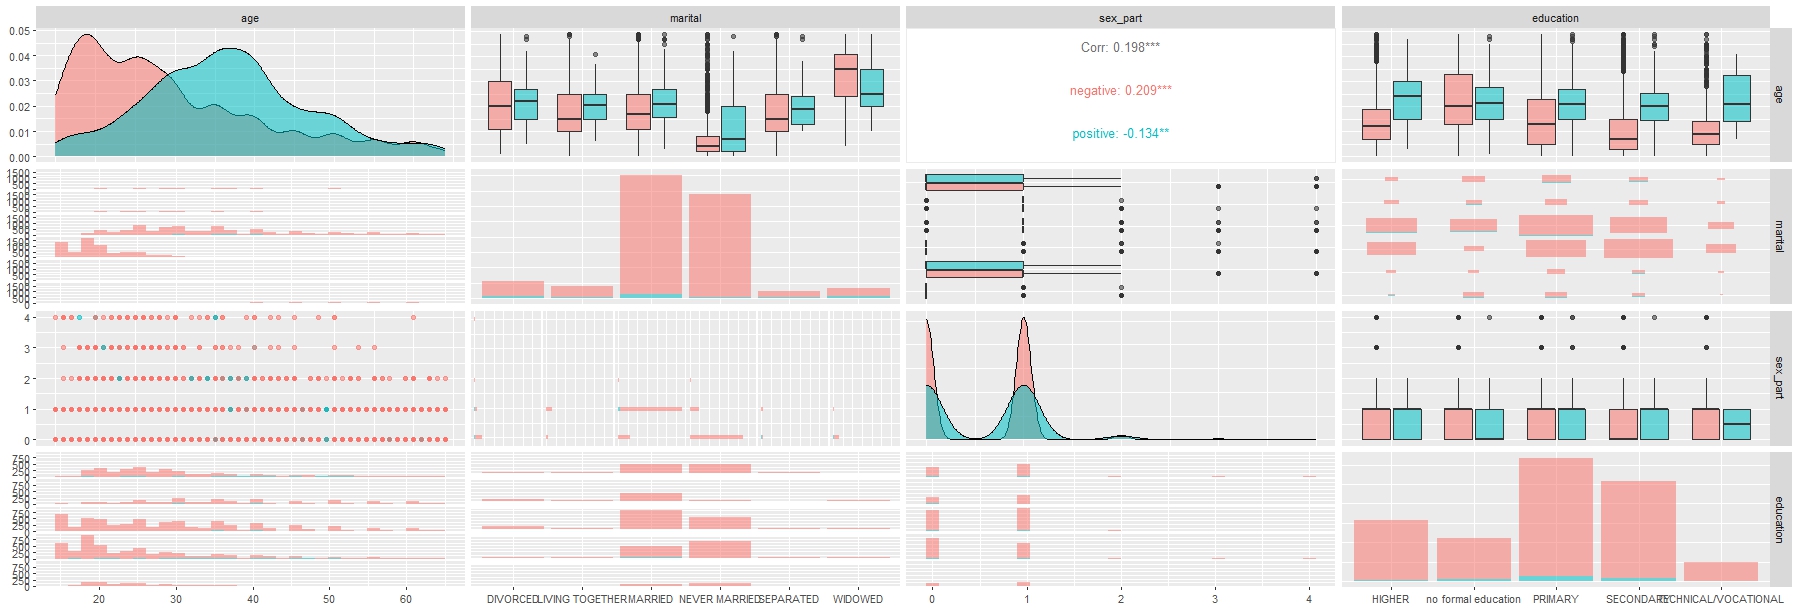 age marital sex_part education
0.05
0.04
0.03
0.02
0.01
0.00
Corr: 0.198***
negative: 0.209***
positive: -0.134**
age
marital
4
3
2
1
0
sex_part
750
500
250
education
20 30 40 50 60
DIVORCED LIVING TOGETHER MARRIED NEVER MARRIED SEPARATED WIDOWED
0 1 2 3 4
HIGHER no formal education PRIMARY SECONDARY TECHNICAL/VOCATIONAL